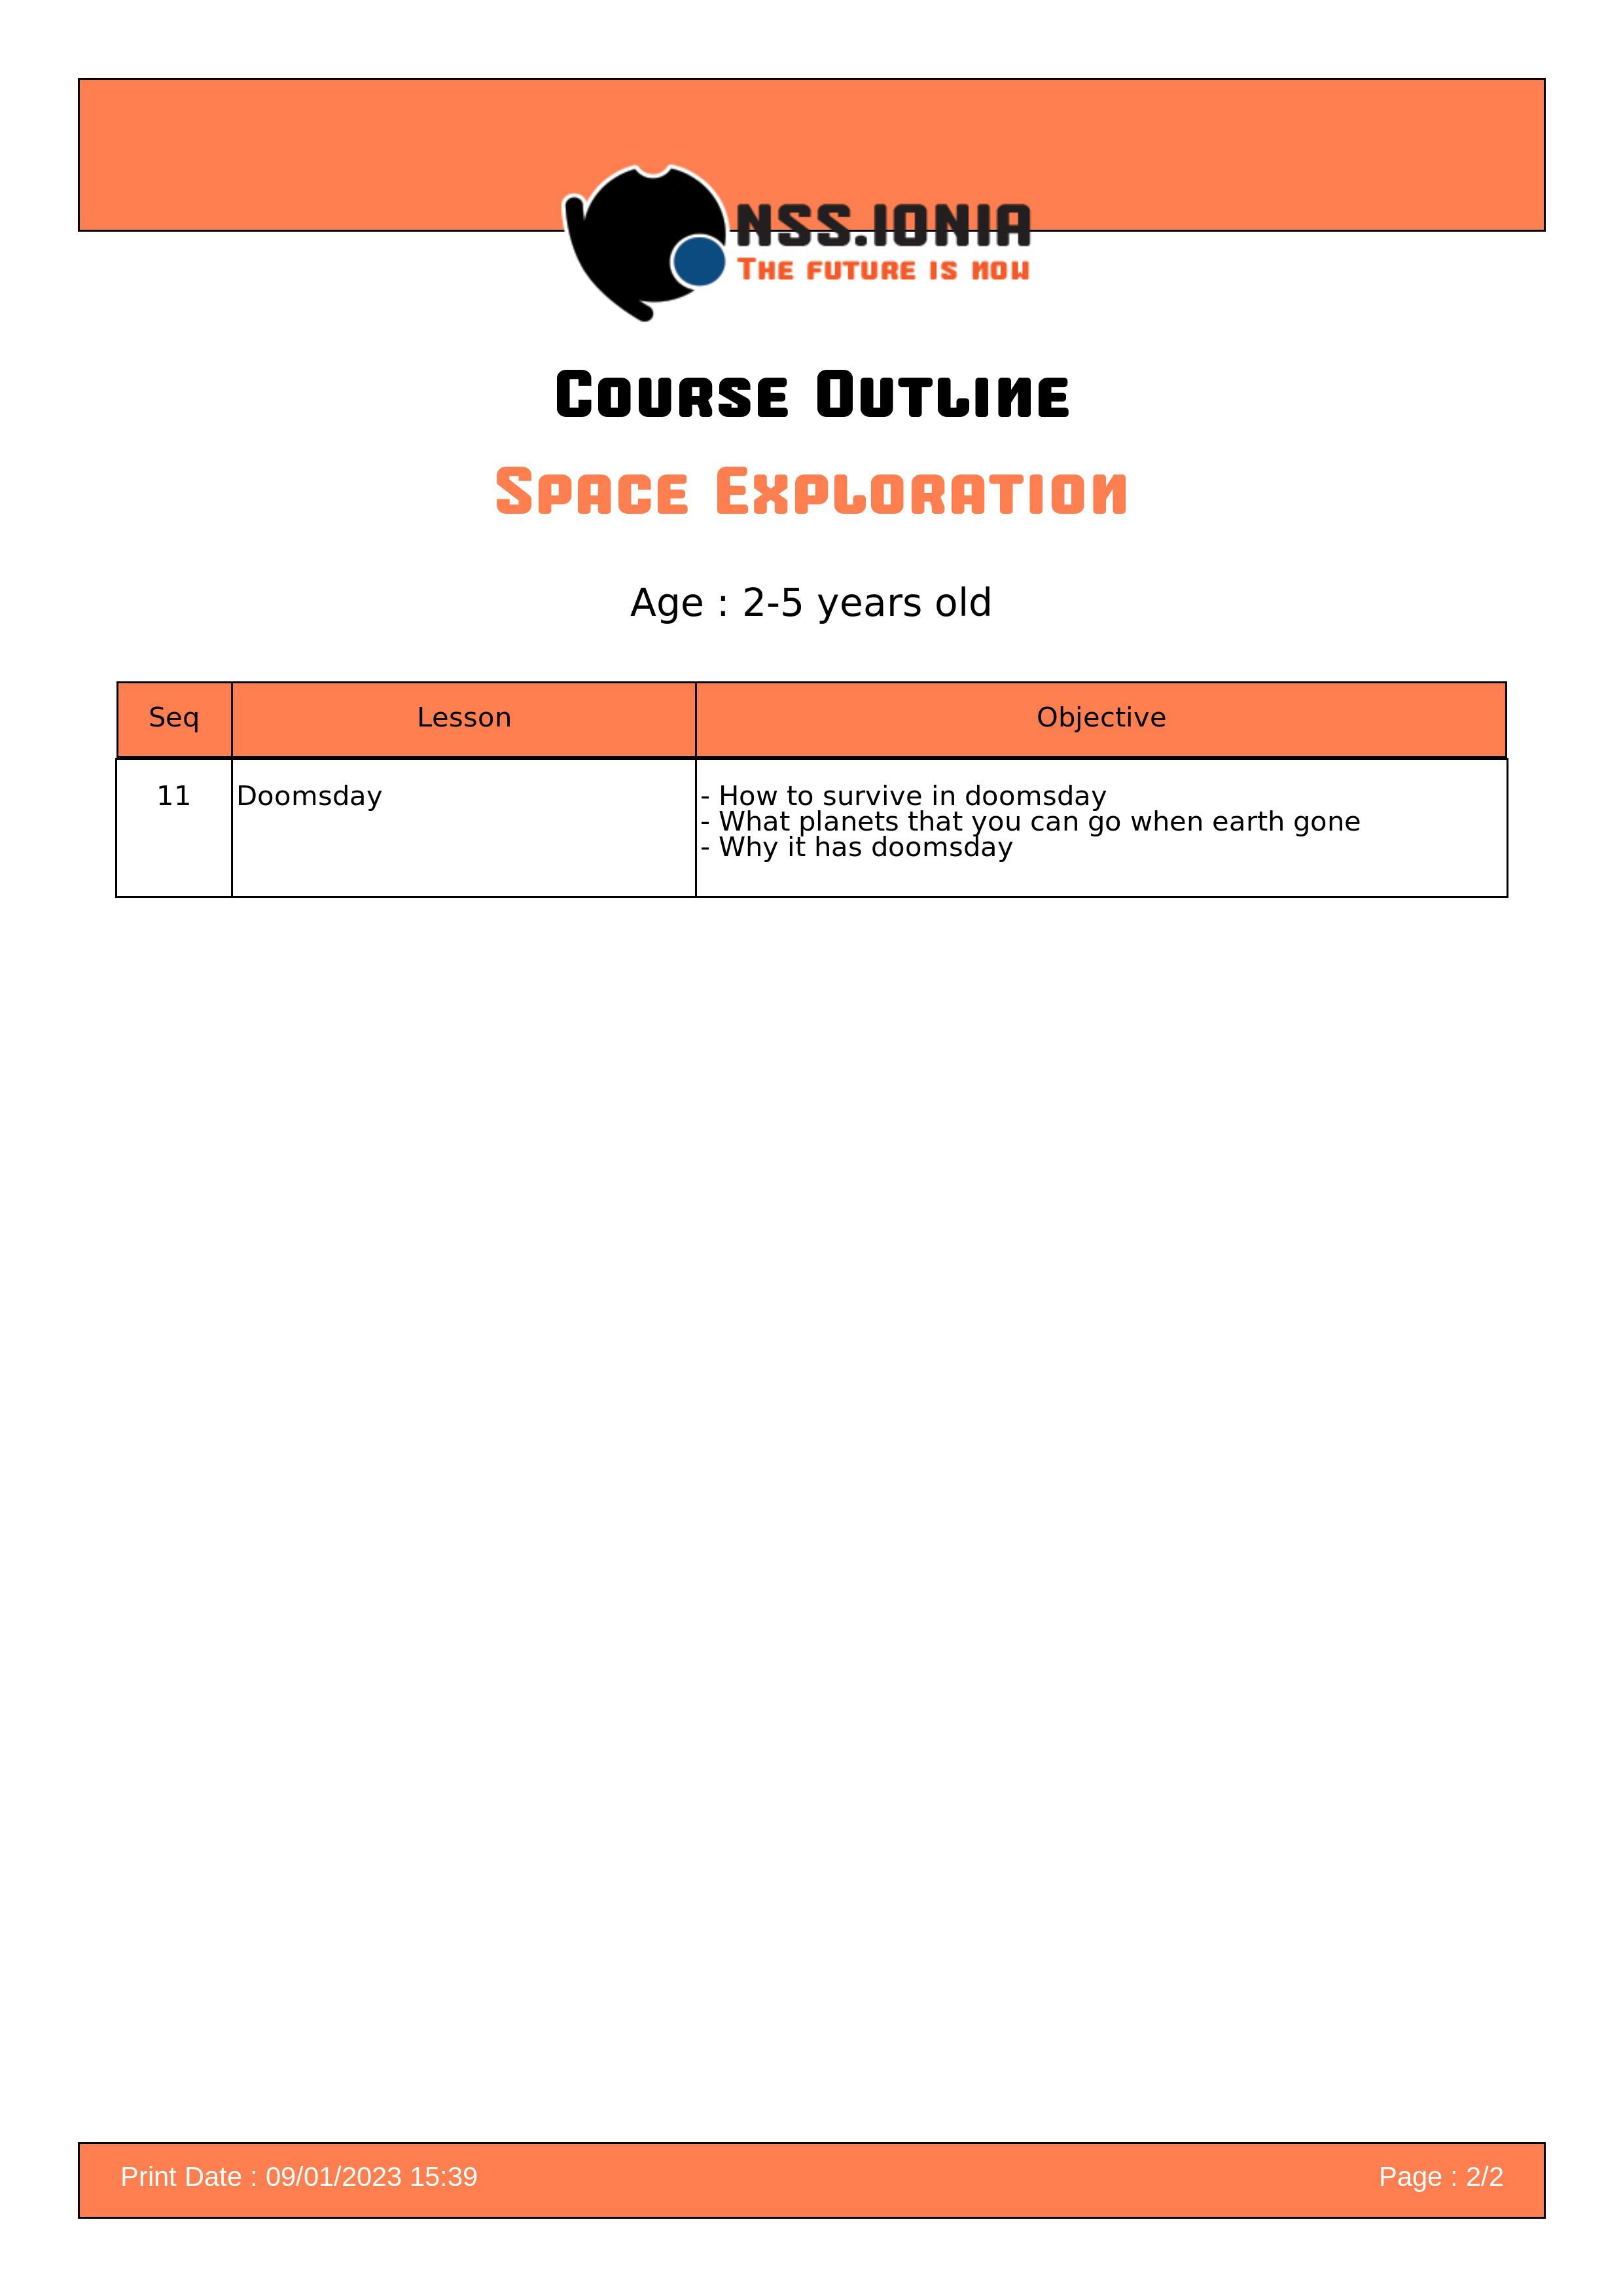 NSS.IONIA
The future is now
Course Outline
Space Exploration
Age : 2-5 years old
Seq Lesson Objective
11 Doomsday - How to survive in doomsday
- What planets that you can go when earth gone
- Why it has doomsday
Print Date : 09/01/2023 15:39 Page : 2/2